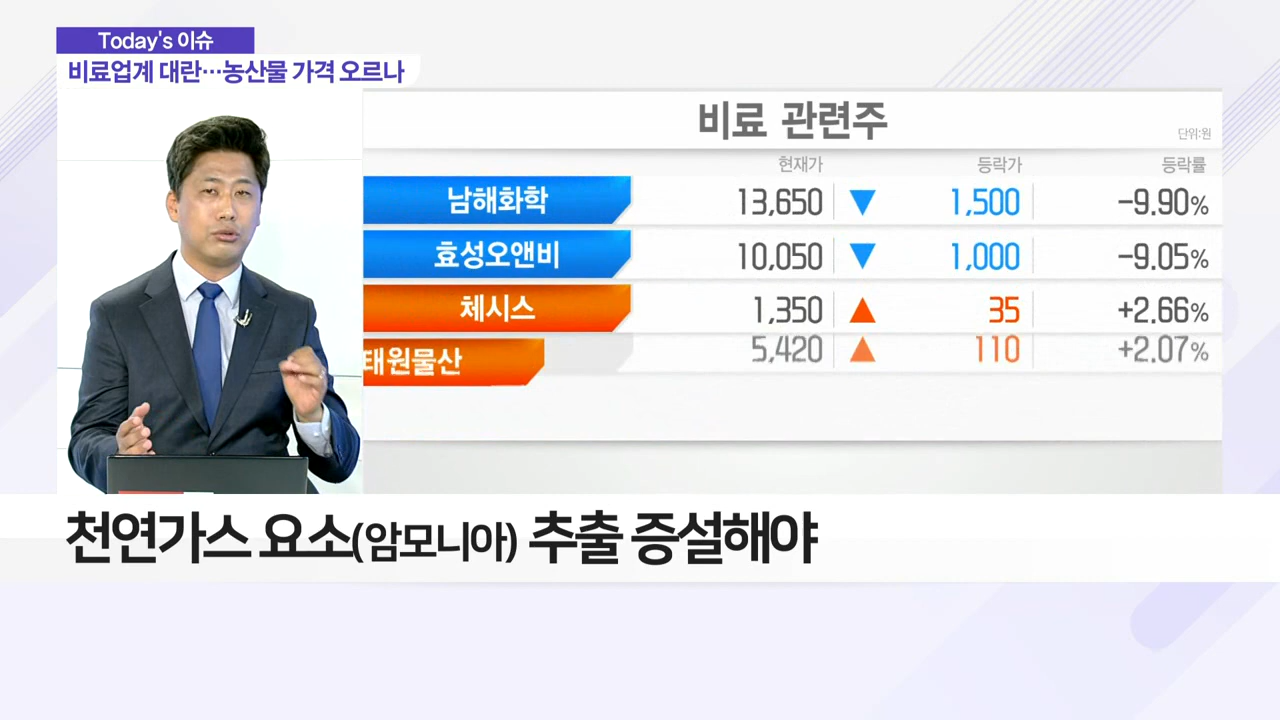 Today's 이슈
비료업계 대란…농산물 가격 오르나
비료 관련주
단위:원
현재가 등락가 등락률
남해화학 13,650 ▼ 1,500 -9.90%
효성오앤비 10,050 ▼ 1,000 -9.05%
체시스 1,350 ▲ 35 +2.66%
태원물산 5,420 ▲ 110 +2.07%
천연가스 요소(암모니아) 추출 증설해야